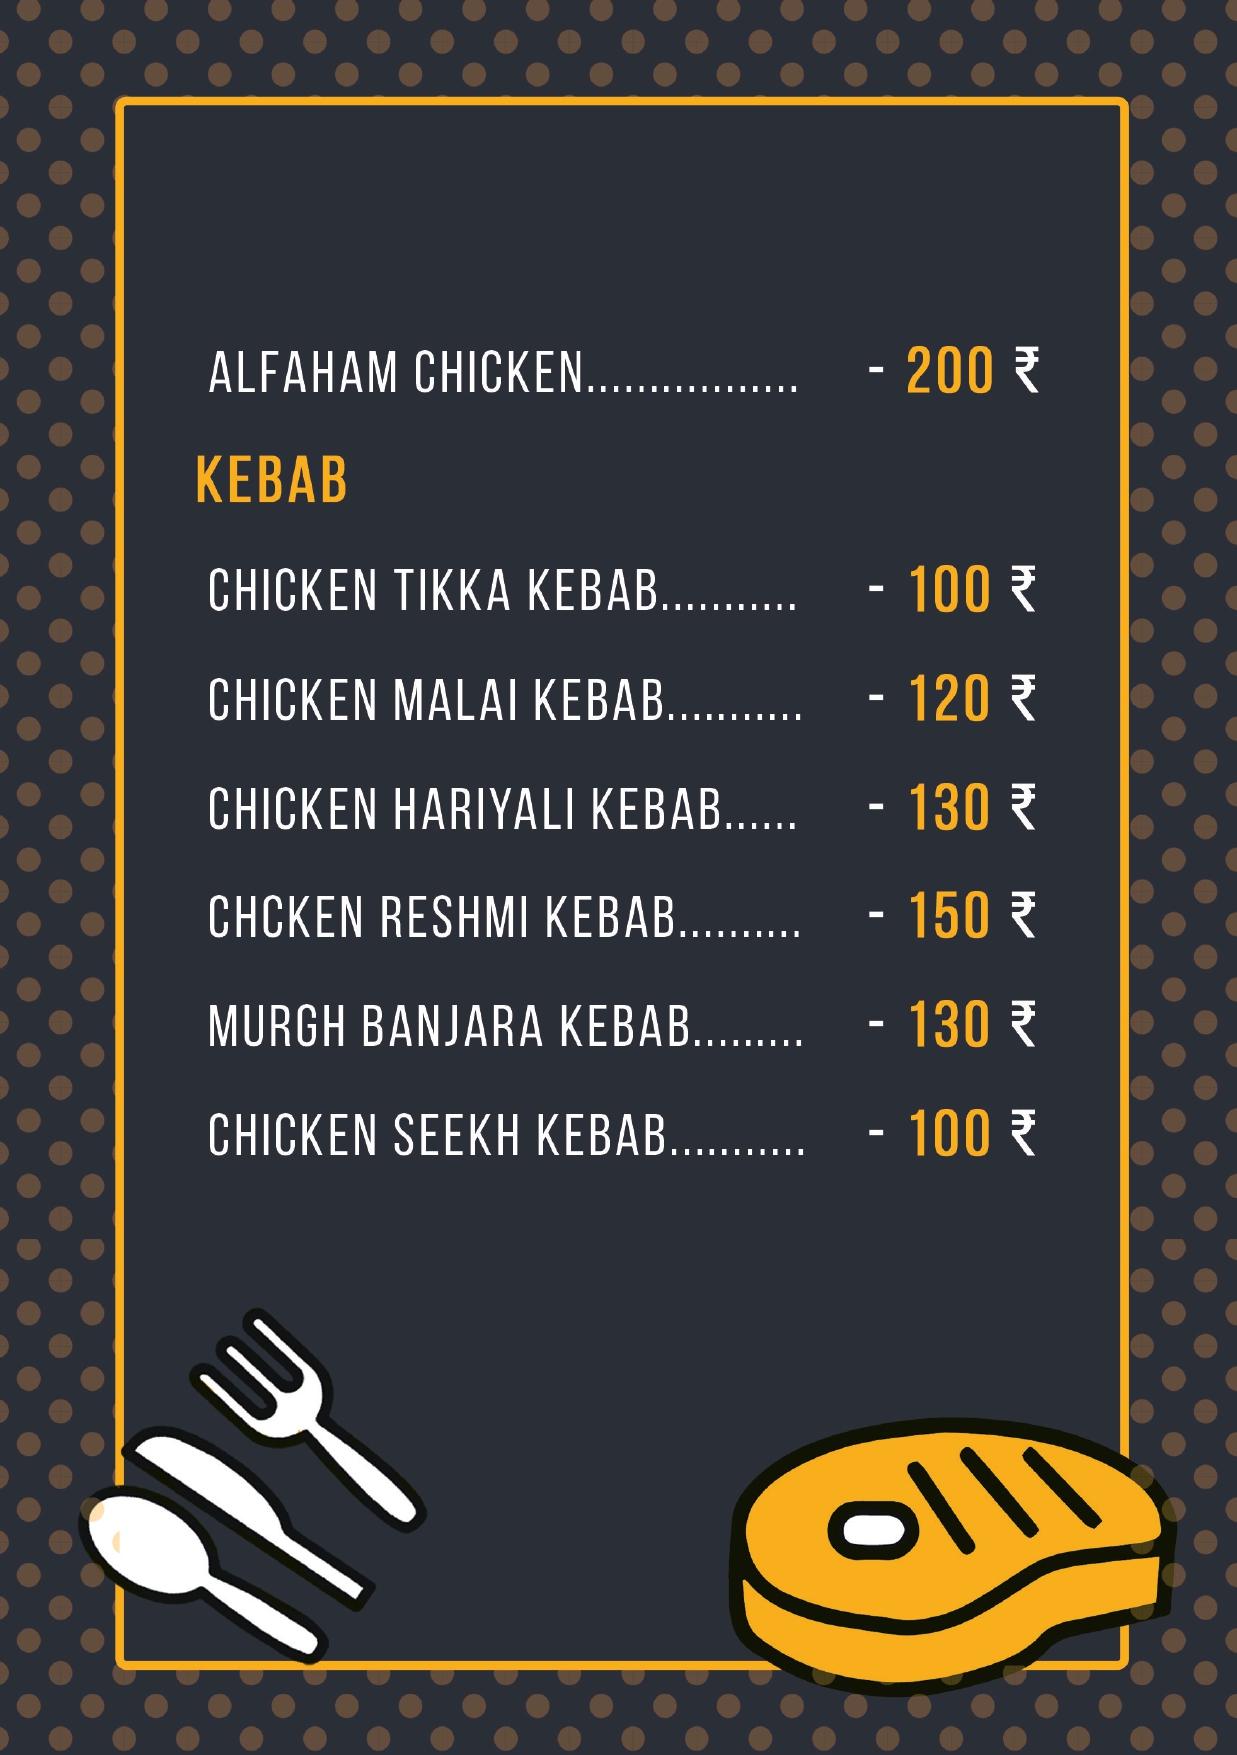 ALFAHAM CHICKEN................. - 200 ₹
KEBAB
CHICKEN TIKKA KEBAB........... - 100 ₹
CHICKEN MALAI KEBAB........... - 120 ₹
CHICKEN HARIYALI KEBAB...... - 130 ₹
CHCKEN RESHMI KEBAB.......... - 150 ₹
MURGH BANJARA KEBAB......... - 130 ₹
CHICKEN SEEKH KEBAB........... - 100 ₹